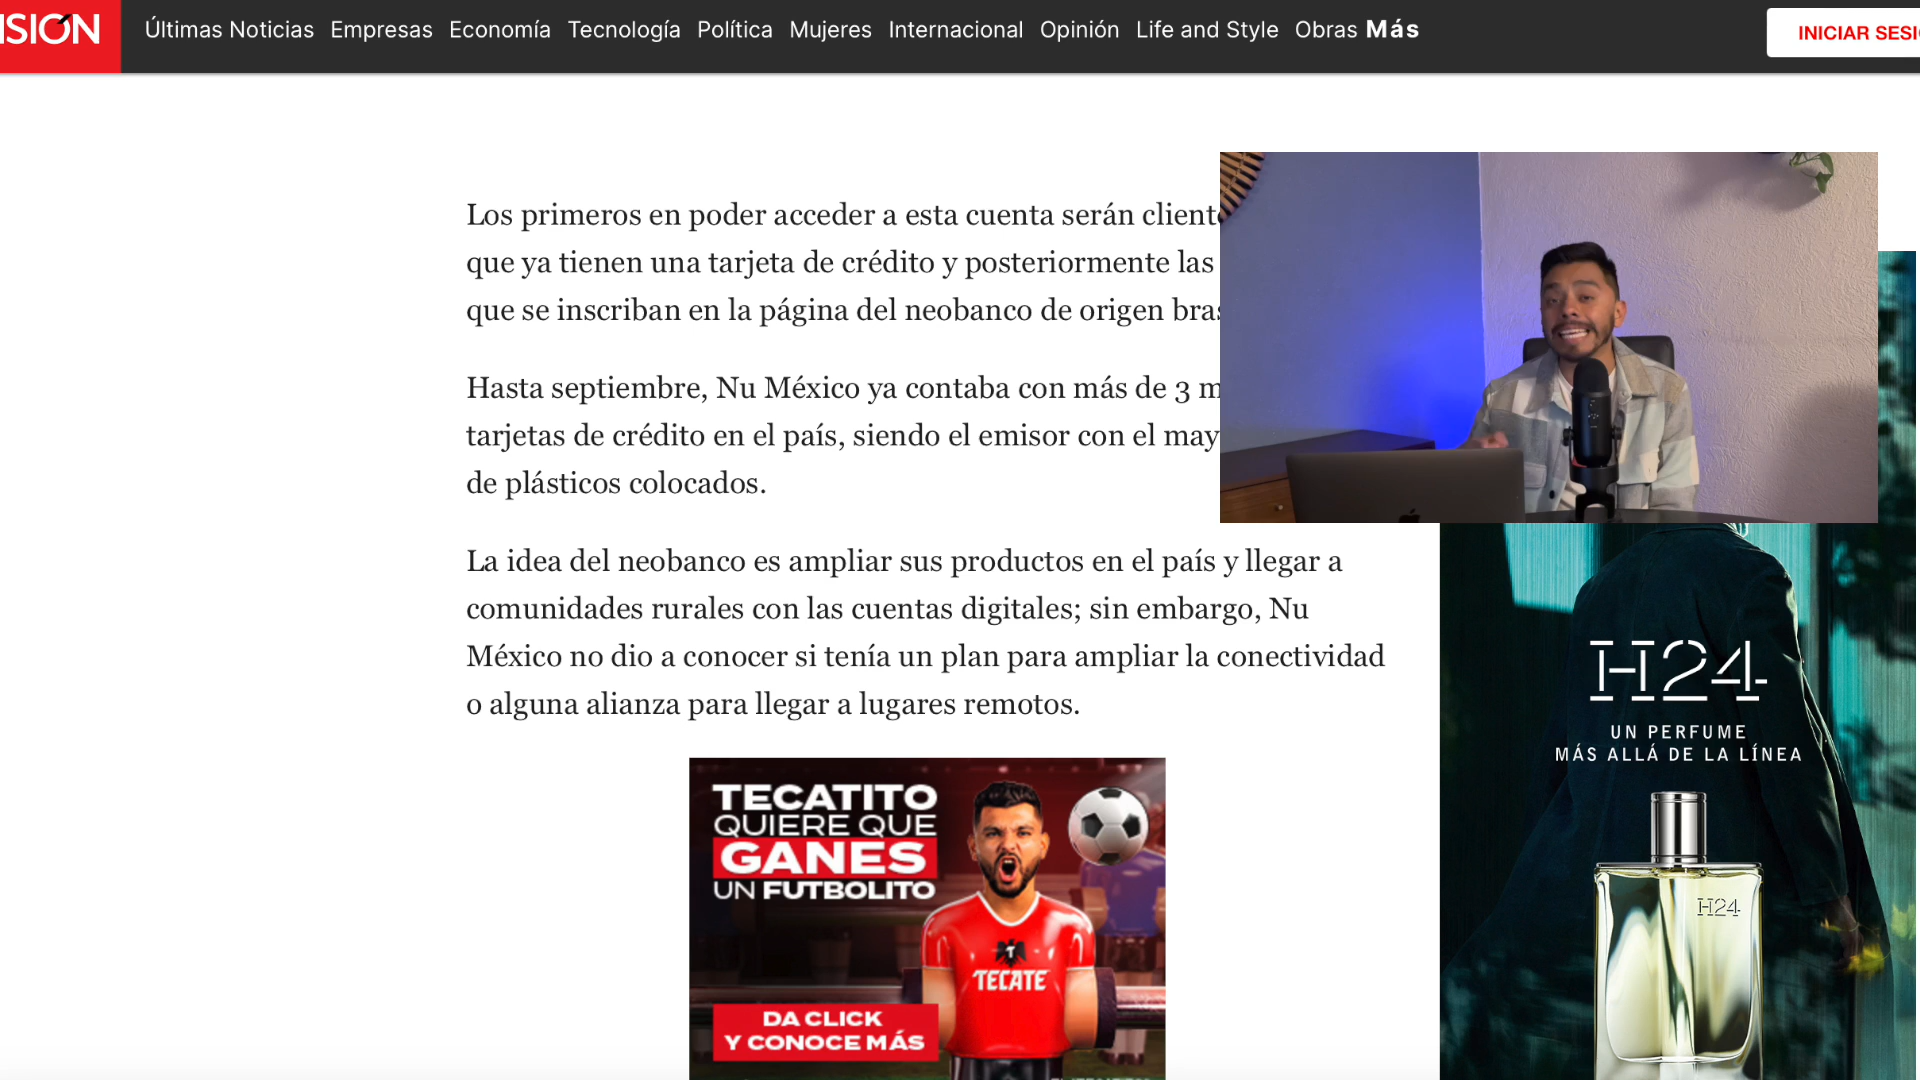 ISIÓN
Últimas Noticias Empresas Economía Tecnología Política Mujeres Internacional Opinión Life and Style Obras Más
INICIAR
Los primeros en poder acceder a esta cuenta serán
que ya tienen una tarjeta de crédito y posteriormente las
que se inscriban en la página del neobanco de origen
Hasta septiembre, Nu México ya contaba con más de 3
tarjetas de crédito en el país, siendo el emisor con el
de plásticos colocados.
La idea del neobanco es ampliar sus productos en el país y llegar a
comunidades rurales con las cuentas digitales; sin embargo, Nu
México no dio a conocer si tenía un plan para ampliar la conectividad
o alguna alianza para llegar a lugares remotos.
TECATITO
QUIERE QUE
GANES
UN FUTBOLITO
T
TECATE
DA CLICK
Y CONOCE MÁS
H24
UN PERFUME
MÁS ALLÁ DE LA LÍNEA
H24